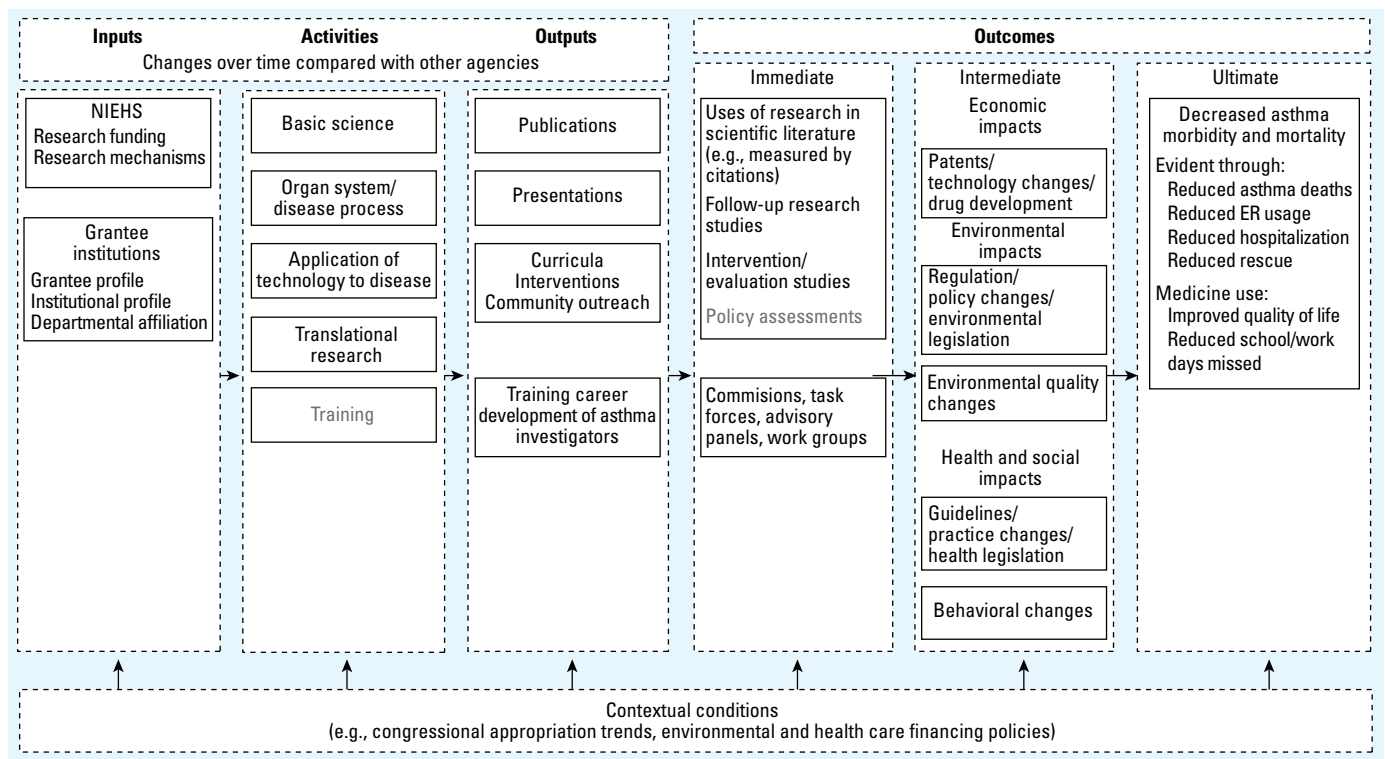 Inputs
Activities
Outputs
Changes over time compared with other agencies
Outcomes
NIEHS
Research funding
Research mechanisms
Grantee
institutions
Grantee profile
Institutional profile
Departmental affiliation
Basic science
Organ system/
disease process
Application of
technology to disease
Translational
research
Training
Publications
Presentations
Curricula
Interventions
Community outreach
Training career
development of asthma
investigators
Immediate
Uses of research in
scientific literature
(e.g., measured by
citations)
Follow-up research
studies
Intervention/
evaluation studies
Policy assessments
Commisions, task
forces, advisory
panels, work groups
Intermediate
Economic
impacts
Patents/
technology changes/
drug development
Environmental
impacts
Regulation/
policy changes/
environmental
legislation
Environmental quality
changes
Health and social
impacts
Guidelines/
practice changes/
health legislation
Behavioral changes
Ultimate
Decreased asthma
morbidity and mortality
Evident through:
Reduced asthma deaths
Reduced ER usage
Reduced hospitalization
Reduced rescue
Medicine use:
Improved quality of life
Reduced school/work
days missed
Contextual conditions
(e.g., congressional appropriation trends, environmental and health care financing policies)